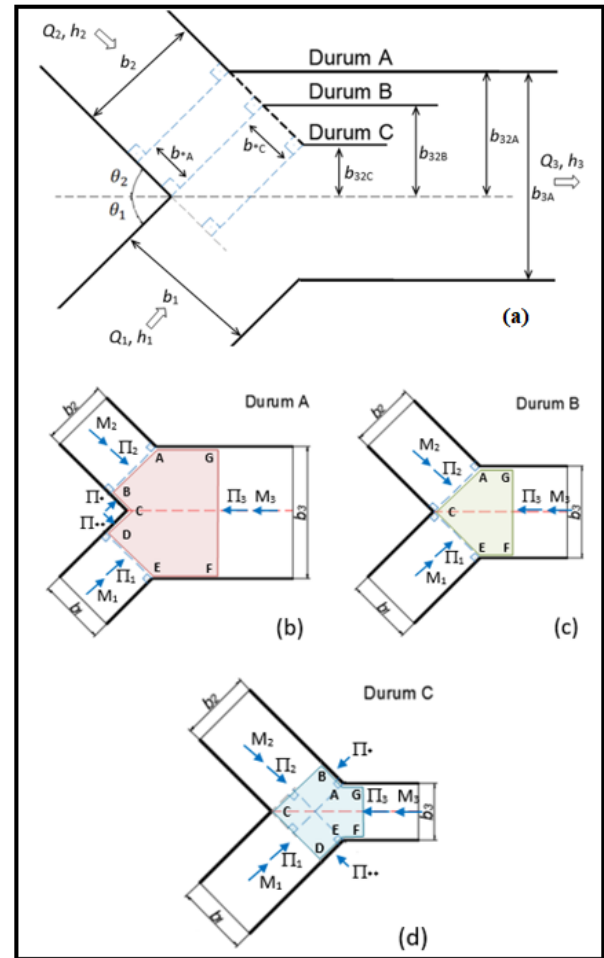 Q2, h2
b2
Durum A
Durum B
Durum C
b*A
b*C
b32C
b32B
b32A
b3A
Q3, h3
θ2
θ1
b1
Q1, h1
(a)
Durum A
b2
M2
Π2
A
G
Π•
B
C
Π••
D
Π3
M3
b3
Π1
E
F
M1
b1
(b)
Durum B
b2
M2
Π2
A
G
C
Π3
M3
b3
Π1
E
F
M1
b1
(c)
Durum C
b2
M2
Π2
Π•
B
A
G
C
Π3
M3
b3
E
F
Π1
D
M1
Π••
b1
(d)